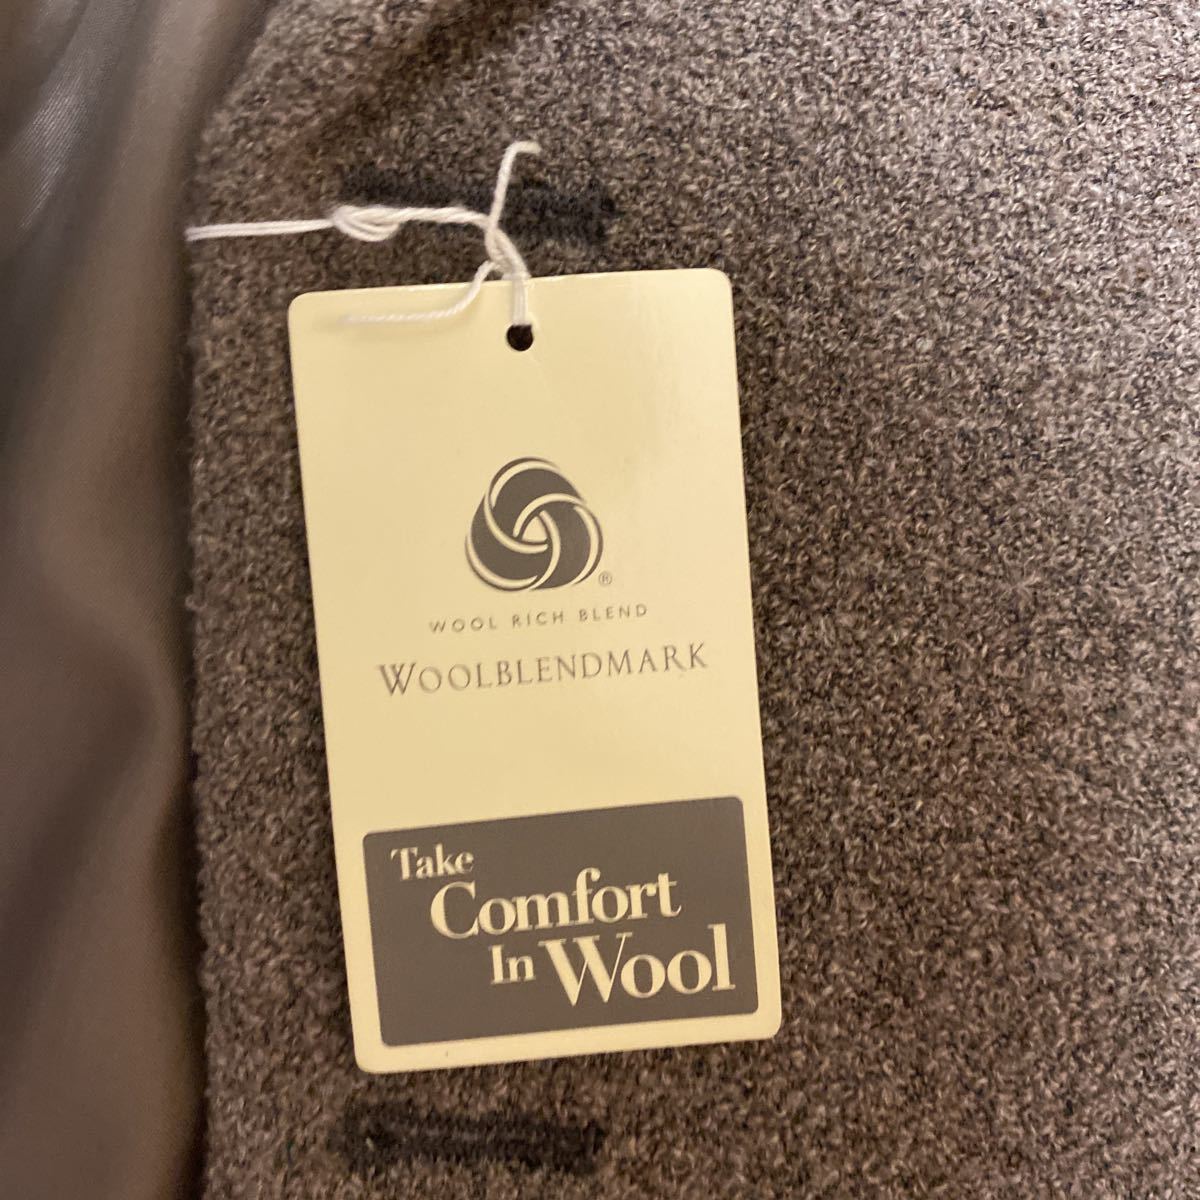 ®
WOOL RICH BLEND
WOOLBLENDMARK
Take
Comfort
In Wool